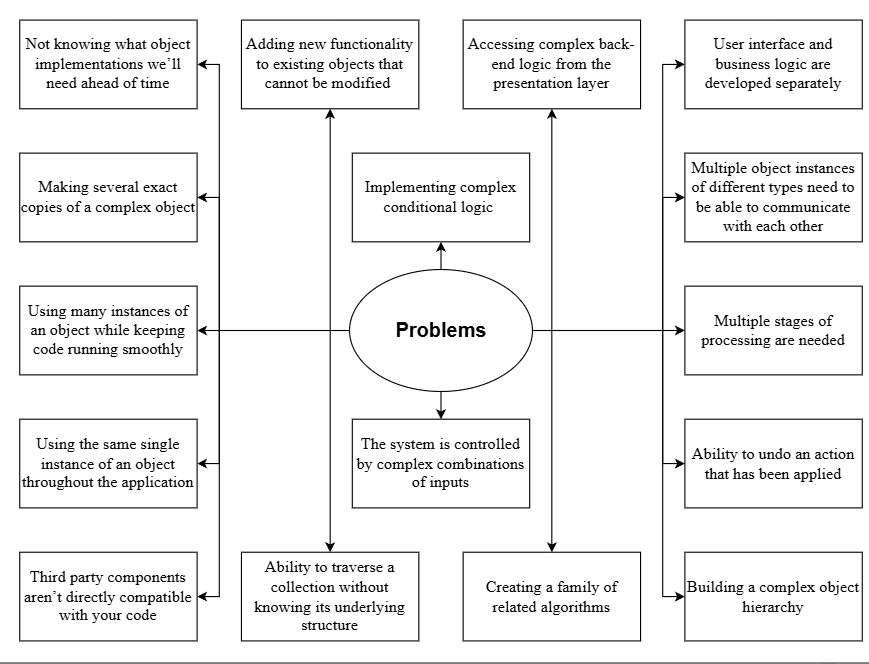 Not knowing what object
implementations we'll
need ahead of time
Adding new functionality
to existing objects that
cannot be modified
Accessing complex back-
end logic from the
presentation layer
User interface and
business logic are
developed separately
Making several exact
copies of a complex object
Implementing complex
conditional logic
Multiple object instances
of different types need to
be able to communicate
with each other
Using many instances of
an object while keeping
code running smoothly
Problems
Multiple stages of
processing are needed
Using the same single
instance of an object
throughout the application
The system is controlled
by complex combinations
of inputs
Ability to undo an action
that has been applied
Third party components
aren't directly compatible
with your code
Ability to traverse a
collection without
knowing its underlying
structure
Creating a family of
related algorithms
Building a complex object
hierarchy